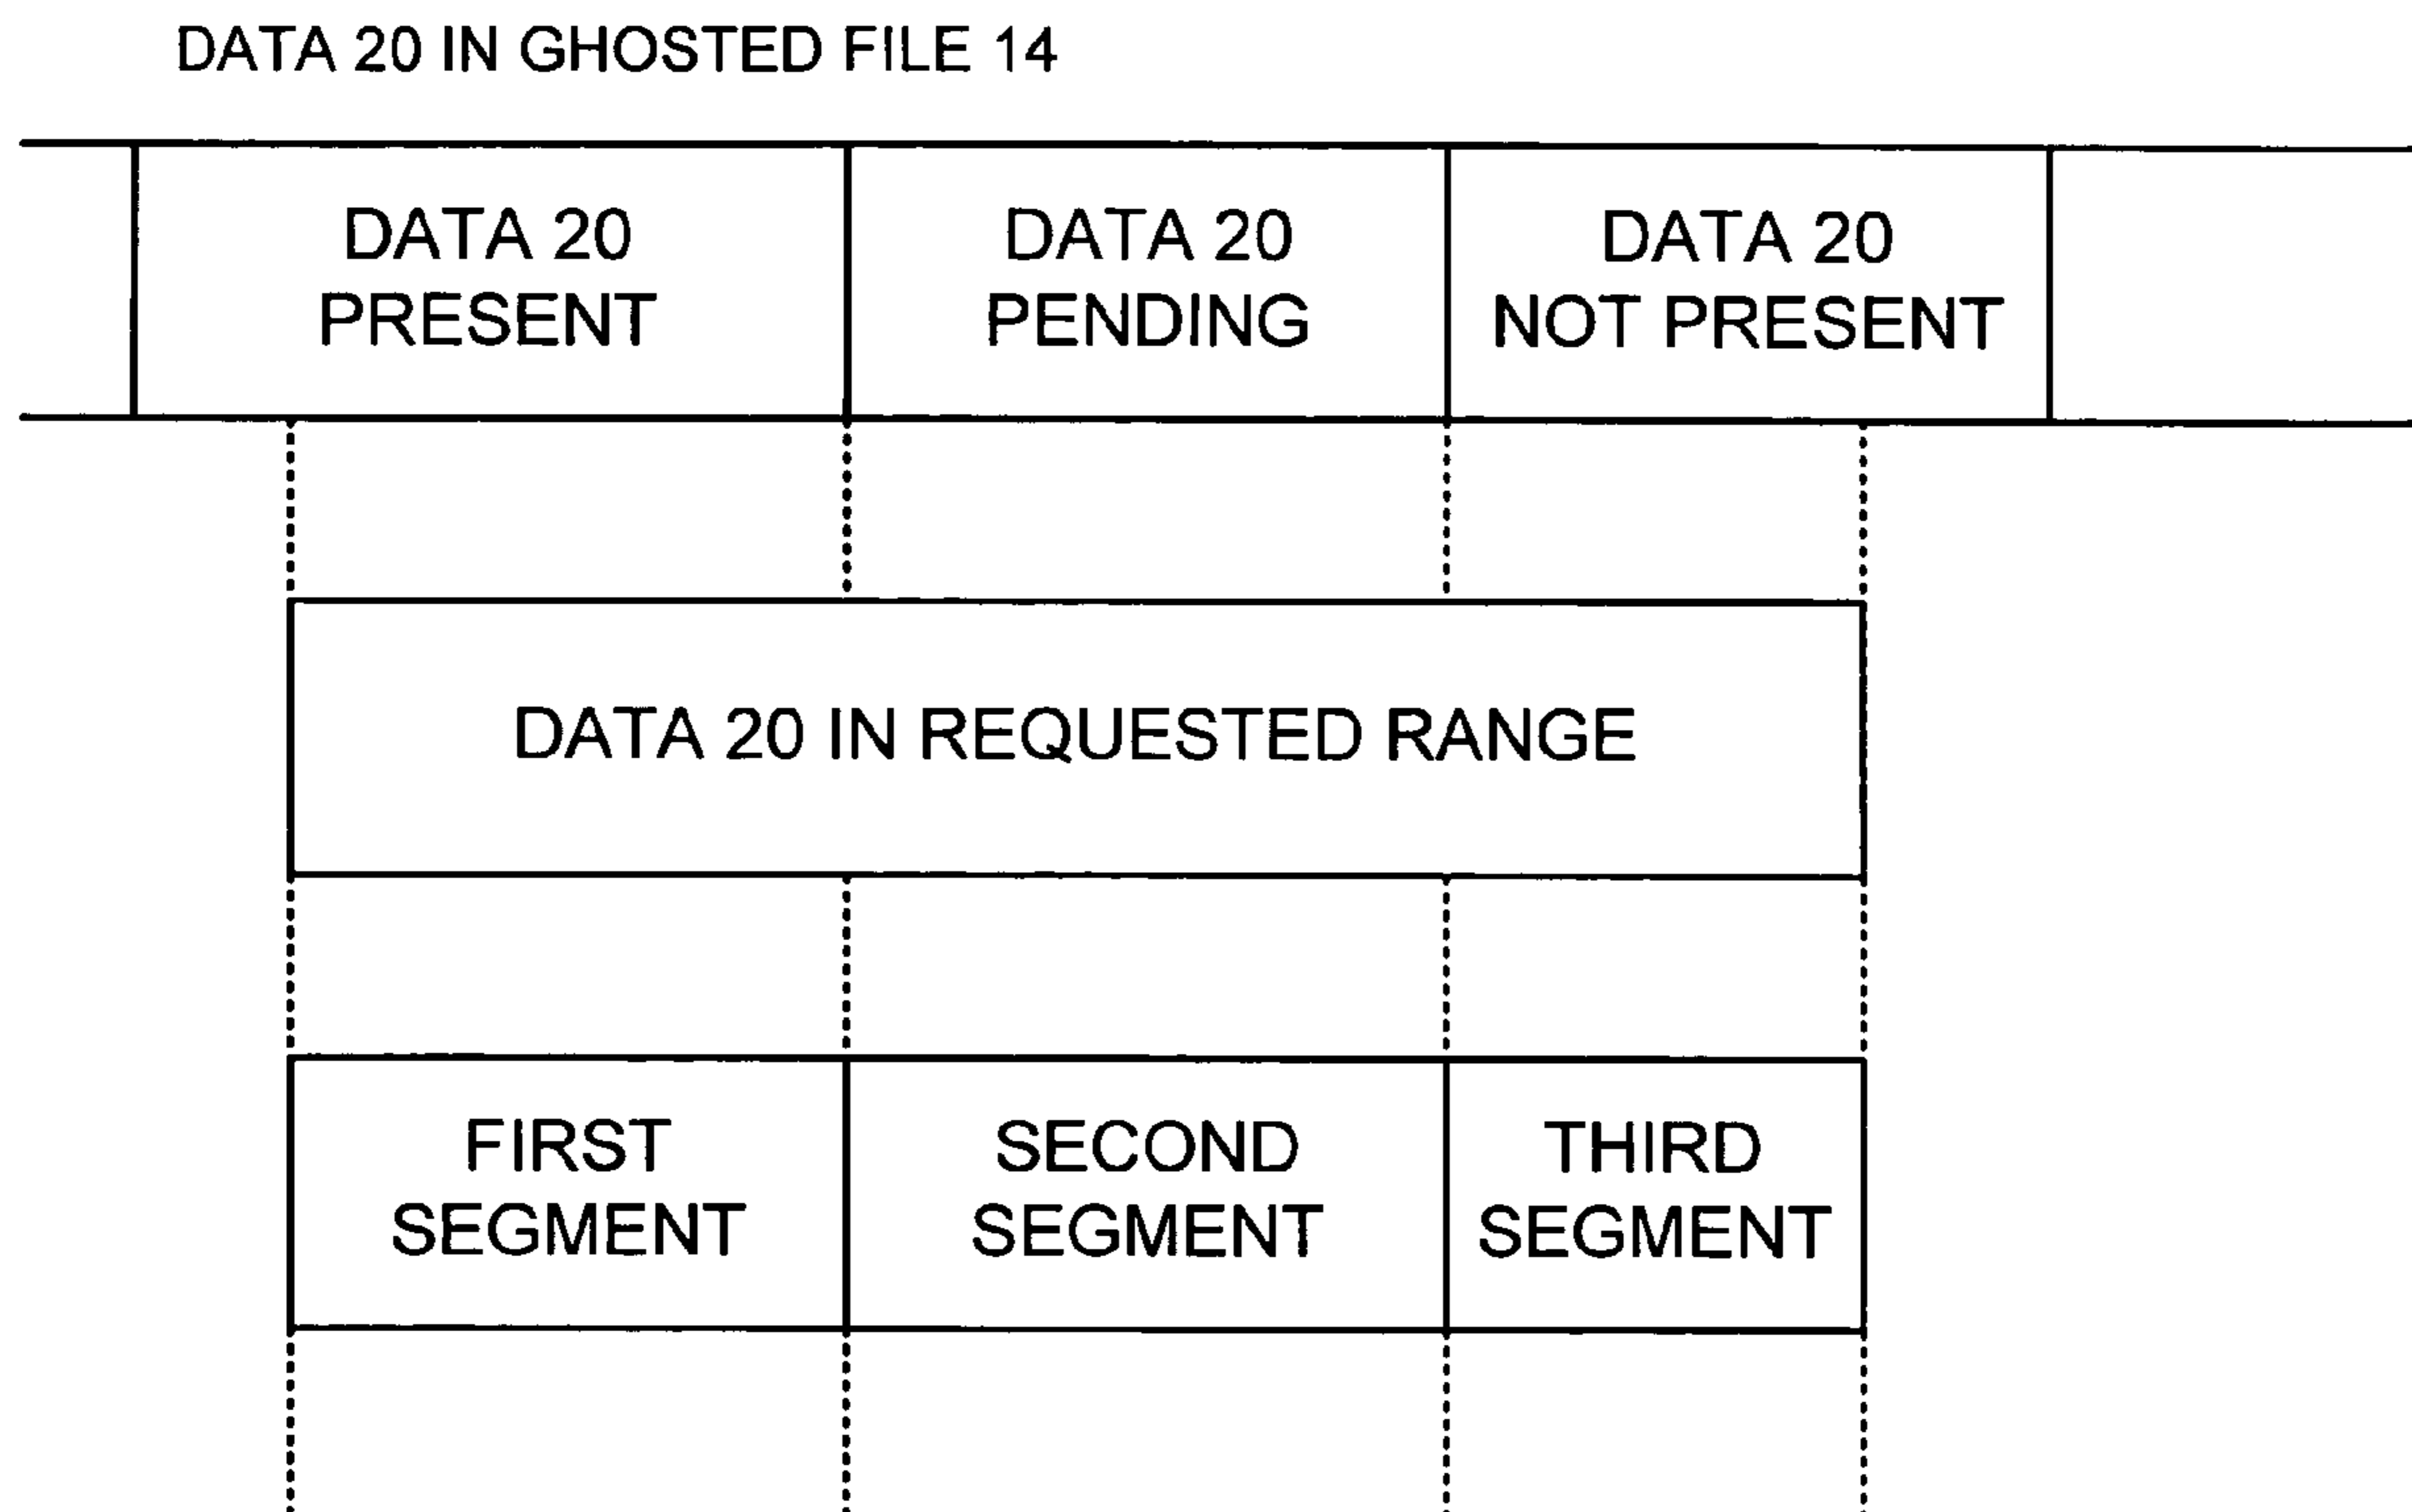 DATA 20 IN GHOSTED FILE 14
DATA 20
PRESENT
DATA 20
PENDING
DATA 20
NOT PRESENT
DATA 20 IN REQUESTED RANGE
FIRST
SEGMENT
SECOND
SEGMENT
THIRD
SEGMENT